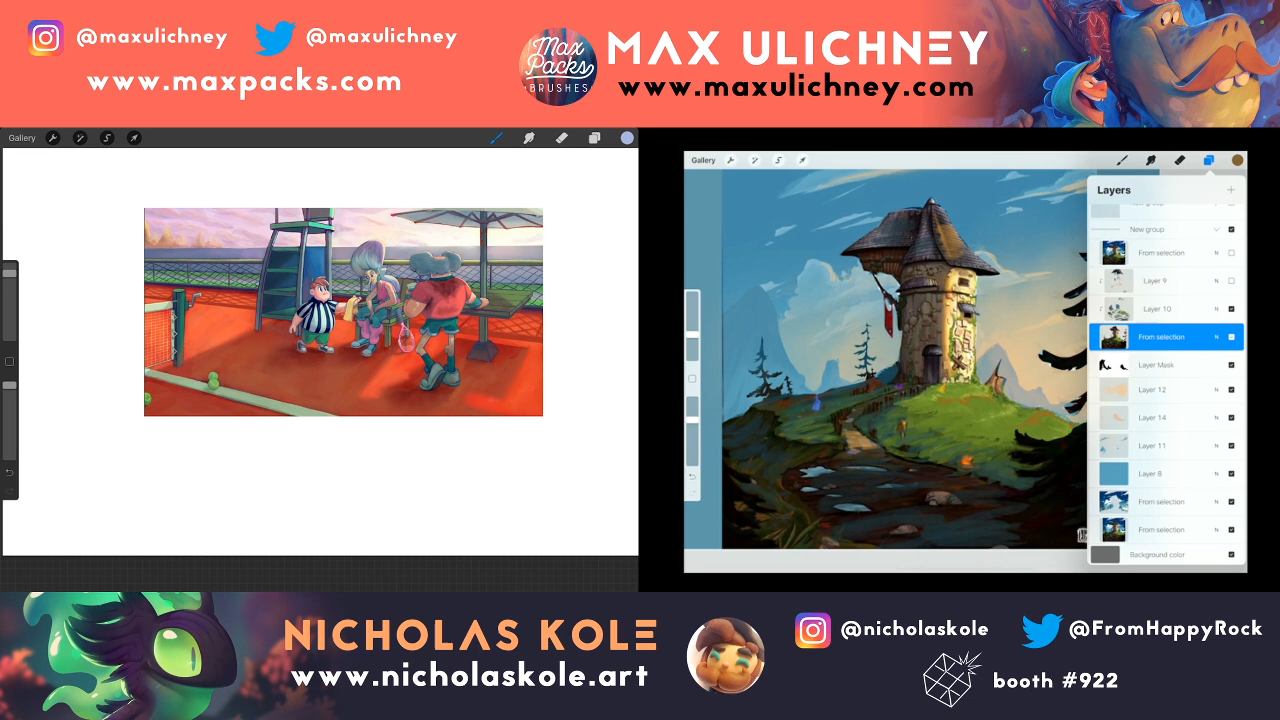 @maxulichney
@maxulichney
www.maxpacks.com
Max
Packs
BRUSHES
MAX ULICHNEY
www.maxulichney.com
Gallery
Gallery
Layers
New group
New group
N
From selection
N
Layer 9
N
Layer 10
N
From selection
N
Layer Mask
Layer 12
N
Layer 14
N
Layer 11
N
Layer 8
N
From selection
N
From selection
N
Background color
NICHOLAS KOLE
www.nicholaskole.art
@nicholaskole
@FromHappyRock
booth #922